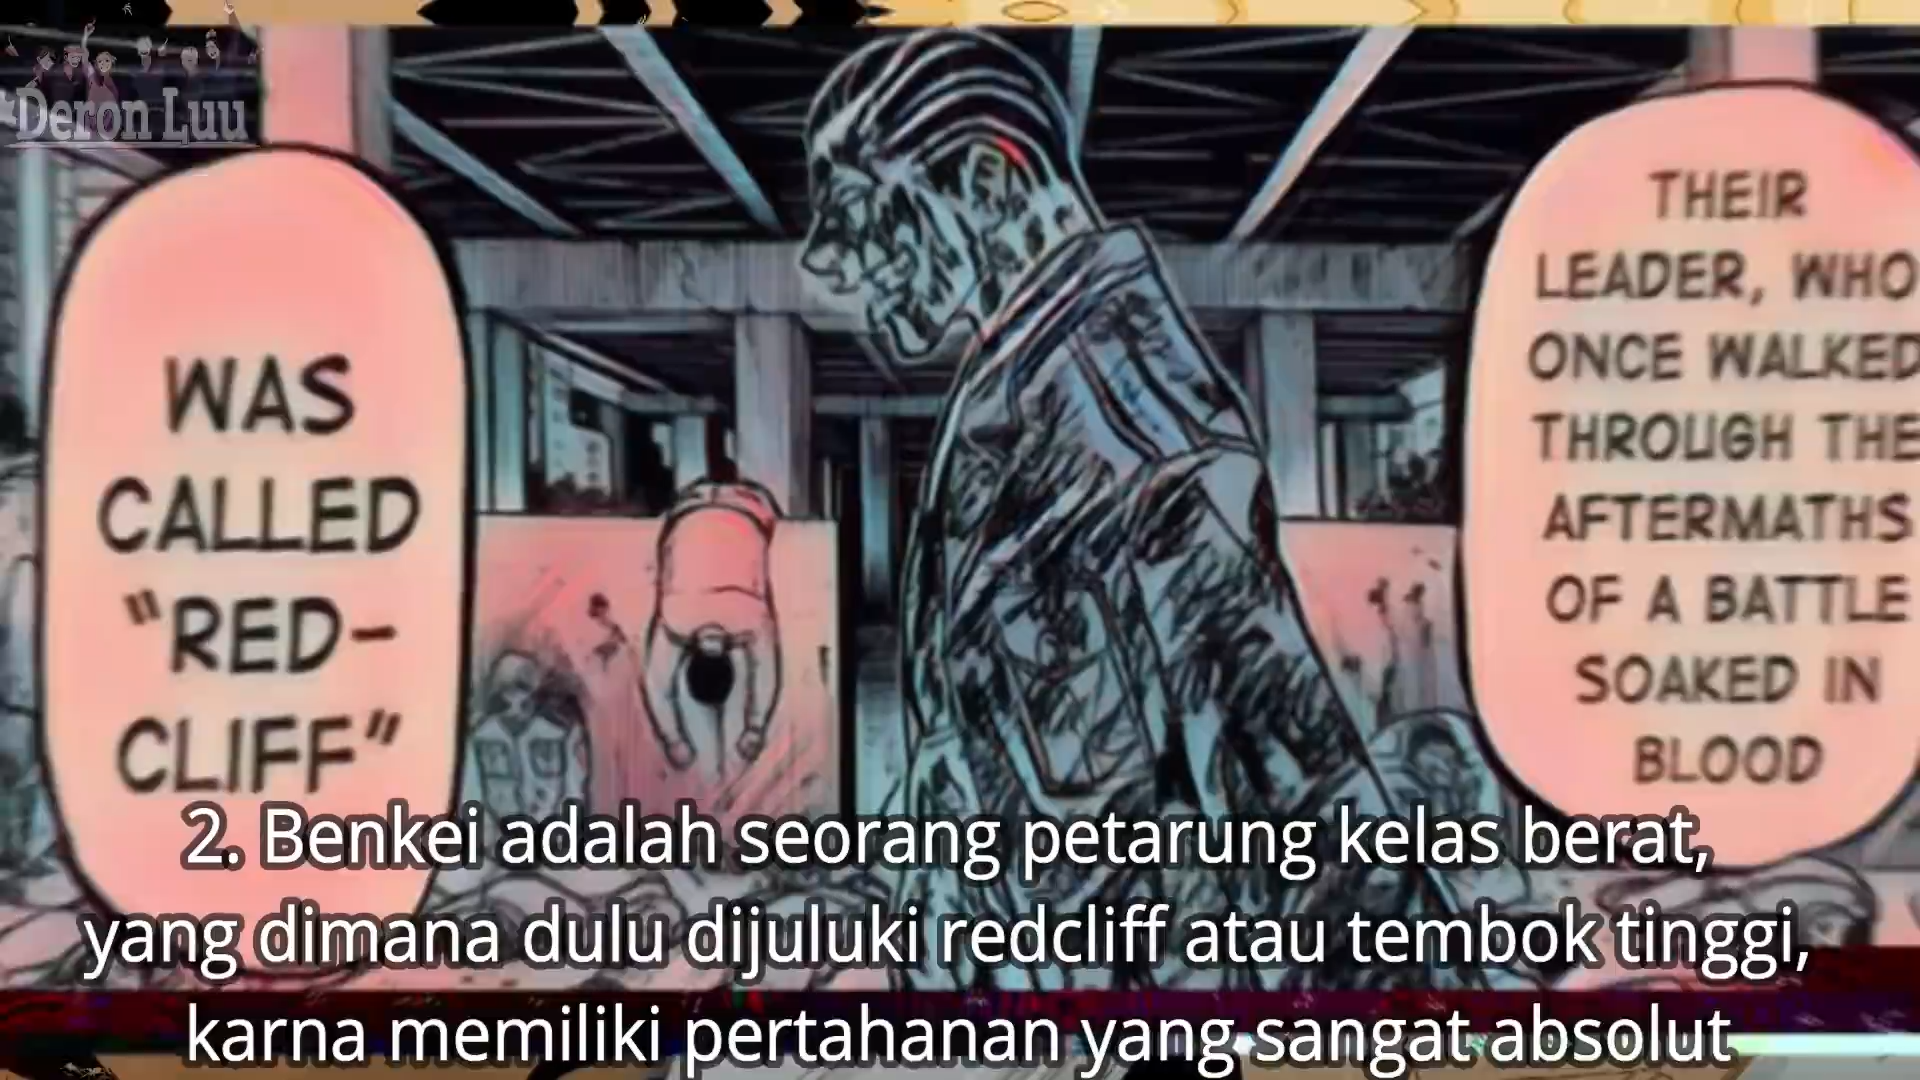 Deron Luu
THEIR
LEADER, WHO
ONCE WALKED
THROUGH THE
AFTERMATHS
OF A BATTLE
SOAKED IN
BLOOD
WAS
CALLED
"RED-
CLIFF"
2. Benkei adalah seorang petarung kelas berat,
yang dimana dulu dijuluki redcliff atau tembok tinggi,
karna memiliki pertahanan yang sangat absolut